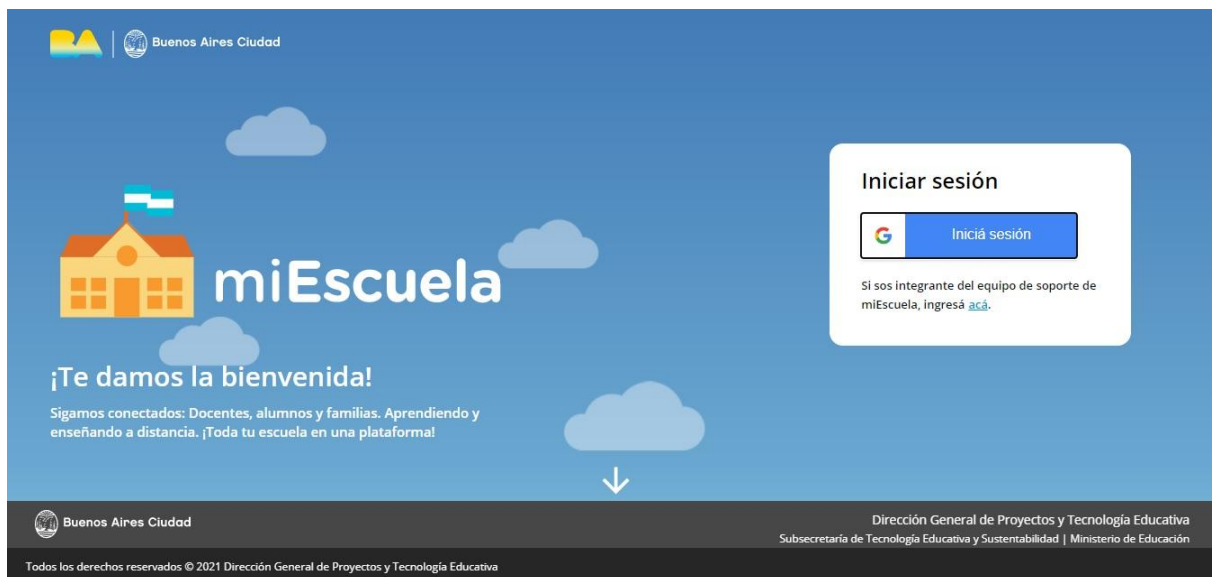 BA
Buenos Aires Ciudad
miEscuela
¡Te damos la bienvenida!
Sigamos conectados: Docentes, alumnos y familias. Aprendiendo y
enseñando a distancia. ¡Toda tu escuela en una plataforma!
Iniciar sesión
G
Iniciá sesión
Si sos integrante del equipo de soporte de
miEscuela, ingresá acá.
Buenos Aires Ciudad
Dirección General de Proyectos y Tecnología Educativa
Subsecretaría de Tecnología Educativa y Sustentabilidad | Ministerio de Educación
Todos los derechos reservados © 2021 Dirección General de Proyectos y Tecnología Educativa